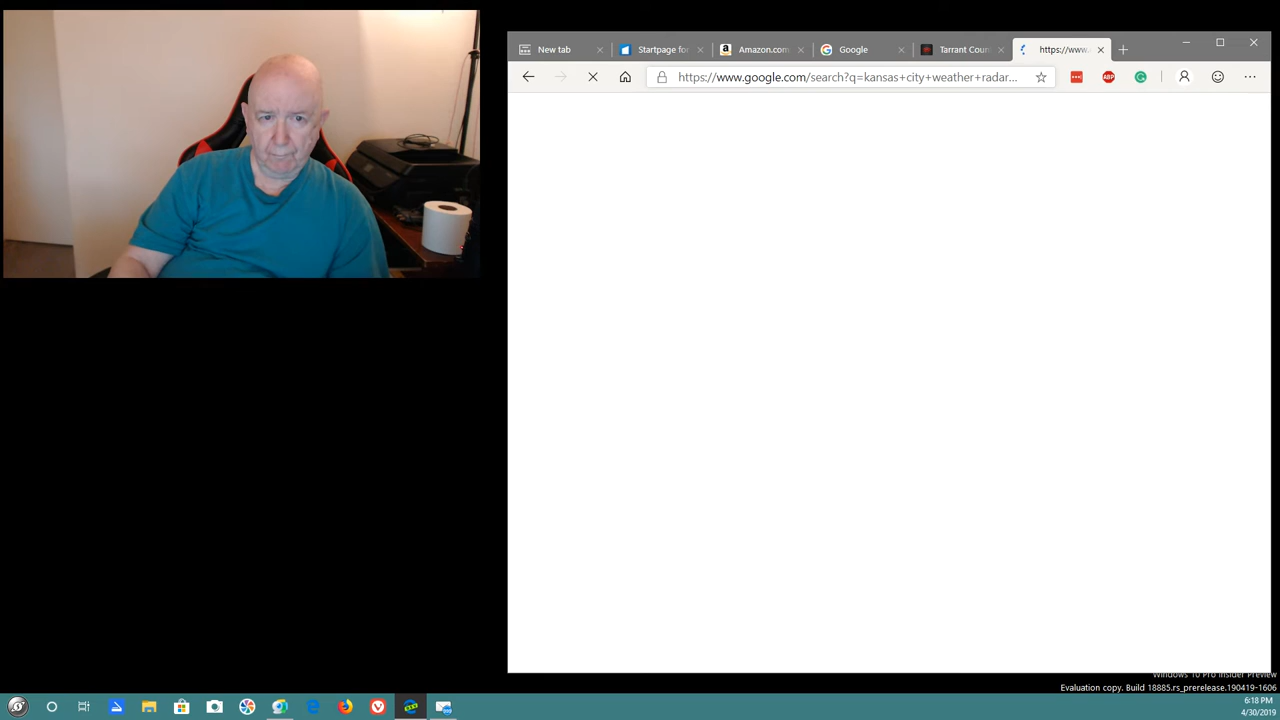 New tab
Startpage for
Amazon.com
Google
Tarrant Coun
https://www.
https://www.google.com/search?q=kansas+city+weather+radar...
ABP
Windows 10 Pro Insider Preview
Evaluation copy. Build 18885.rs_prerelease.190419-1606
6:18 PM
4/30/2019